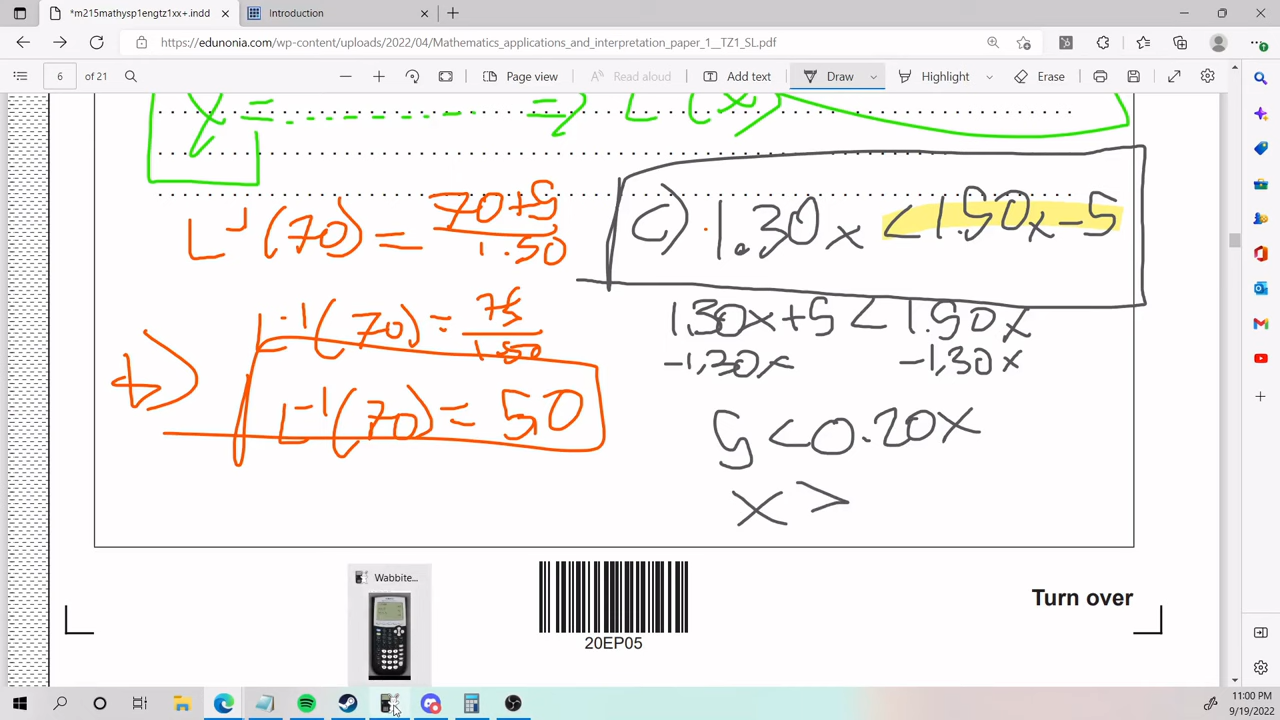 *m215mathysp1engtz1xx+.indd
Introduction
https://edunonia.com/wp-content/uploads/2022/04/Mathematics_applications_and_interpretation_paper_1__TZ1_SL.pdf
6 of 21
Page view
Read aloud
Add text
Draw
Highlight
Erase
y = - - - - - - - - => L⁻¹(x)
L⁻¹(70) = 70+5
1.50
L⁻¹(70) = 75
1.50
b)
L⁻¹(70) = 50
c) 1.30x < 1.50x - 5
1.30x + 5 < 1.50x
-1,30x -1,30x
5 < 0.20x
x >
Wabbite...
20EP05
Turn over
11:00 PM
9/19/2022